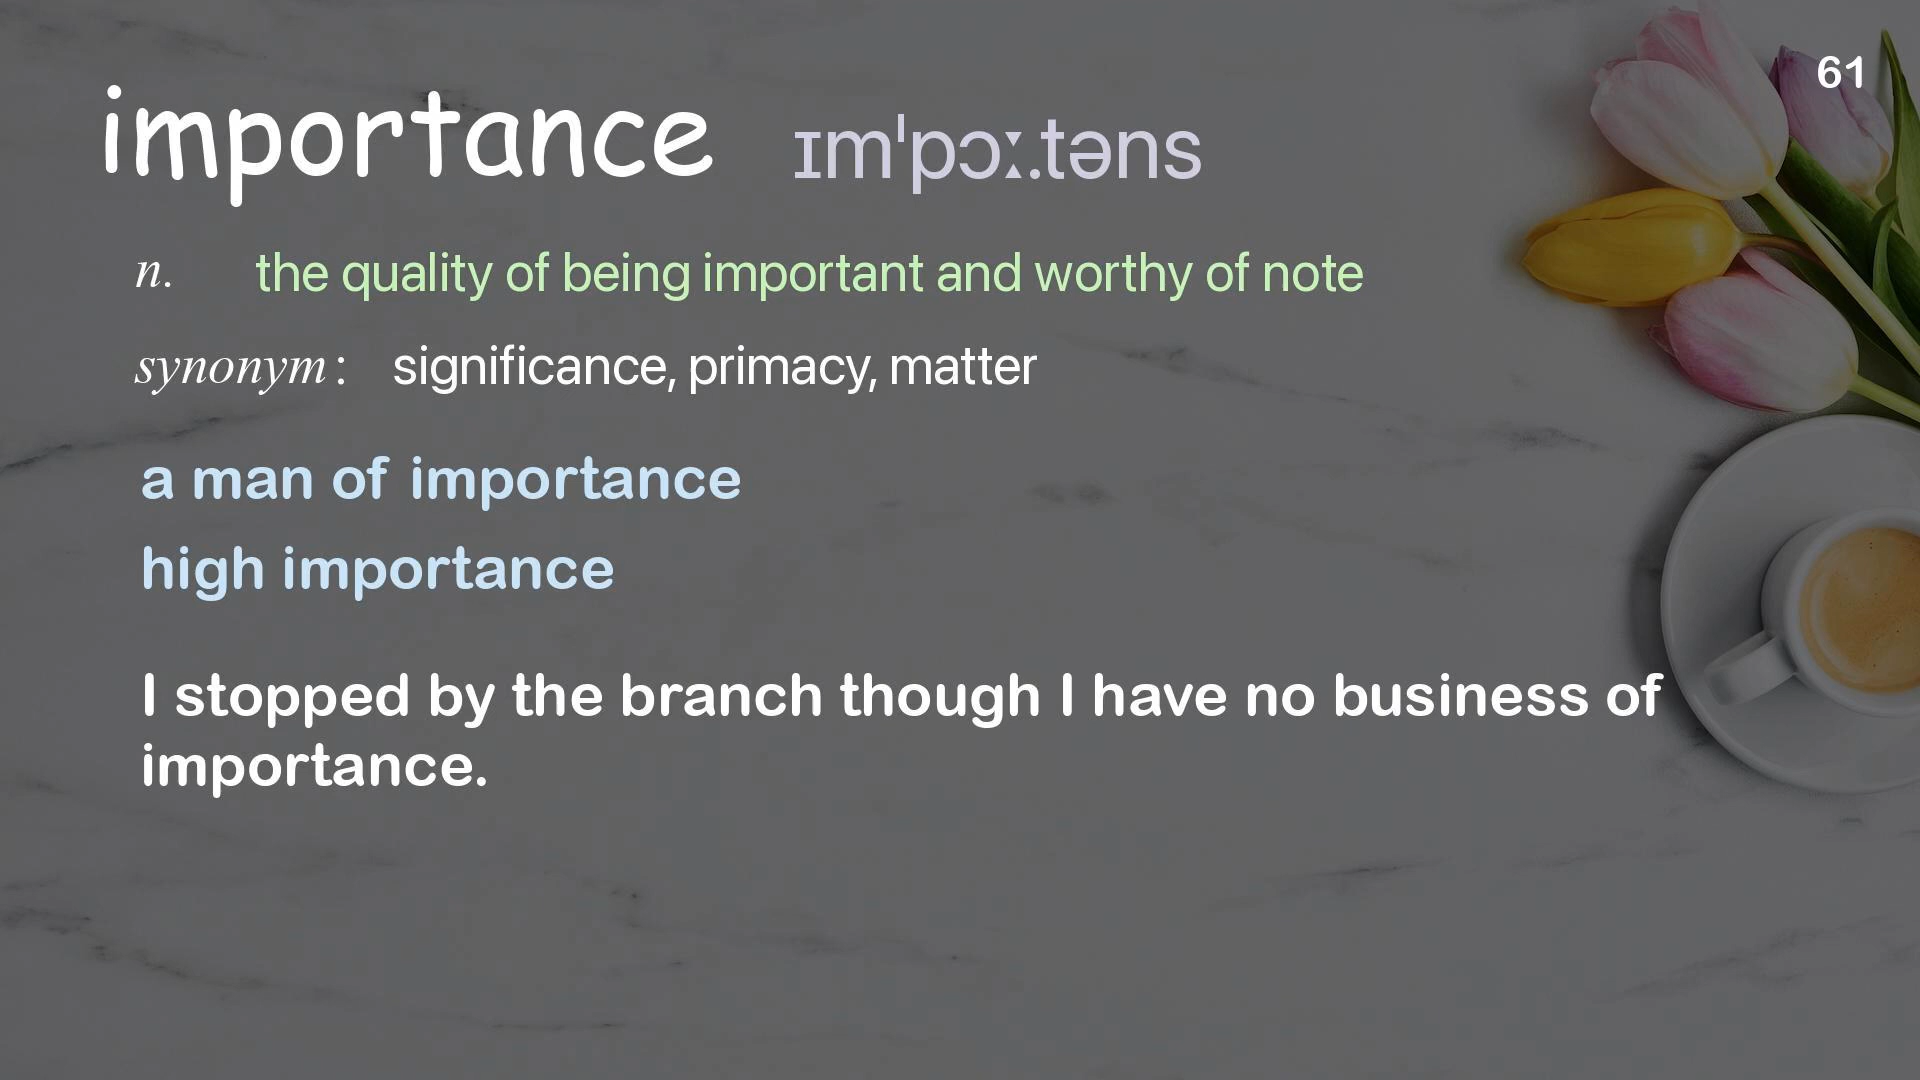 61
importance ɪmˈpɔː.təns
n. the quality of being important and worthy of note
synonym : significance, primacy, matter
a man of importance
high importance
I stopped by the branch though I have no business of
importance.